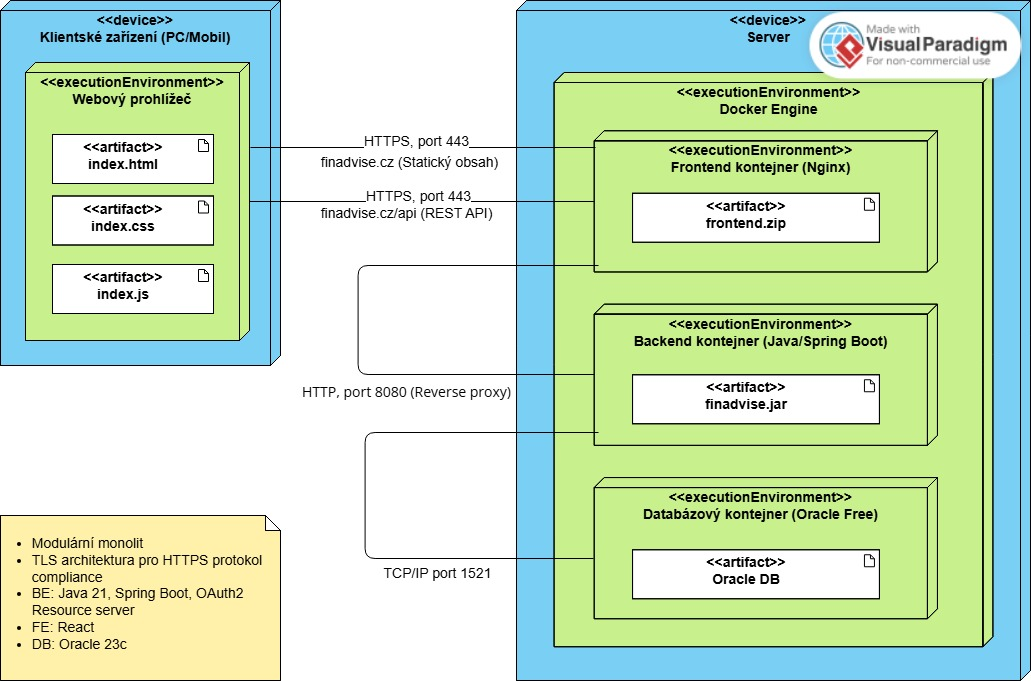 <<device>>
Klientské zařízení (PC/Mobil)
<<executionEnvironment>>
Webový prohlížeč
<<artifact>>
index.html
<<artifact>>
index.css
<<artifact>>
index.js
HTTPS, port 443
finadvise.cz (Statický obsah)
HTTPS, port 443
finadvise.cz/api (REST API)
HTTP, port 8080 (Reverse proxy)
TCP/IP port 1521
<<device>>
Server
Made with
VisualParadigm
For non-commercial use
<<executionEnvironment>>
Docker Engine
<<executionEnvironment>>
Frontend kontejner (Nginx)
<<artifact>>
frontend.zip
<<executionEnvironment>>
Backend kontejner (Java/Spring Boot)
<<artifact>>
finadvise.jar
<<executionEnvironment>>
Databázový kontejner (Oracle Free)
<<artifact>>
Oracle DB
• Modulární monolit
• TLS architektura pro HTTPS protokol
compliance
• BE: Java 21, Spring Boot, OAuth2
Resource server
• FE: React
• DB: Oracle 23c